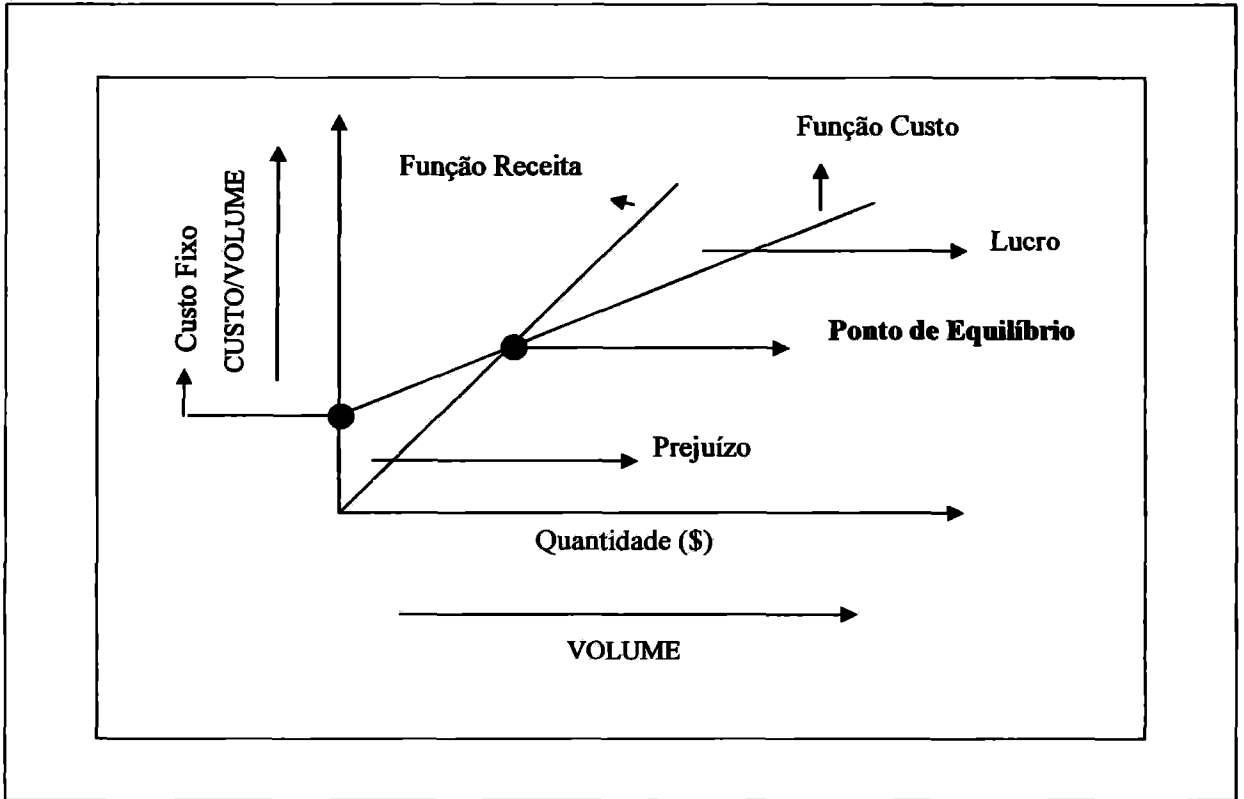 Função Custo
Função Receita
Custo Fixo
CUSTO/VOLUME
Lucro
Ponto de Equilíbrio
Prejuízo
Quantidade ($)
VOLUME